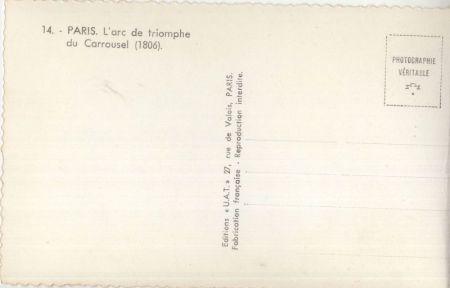 14. - PARIS. L'arc de triomphe
du Carrousel (1806).
PHOTOGRAPHIE
VÉRITABLE
Editions « U.A.T. » 27, rue de Valois, PARIS.
Fabrication française - Reproduction interdite.